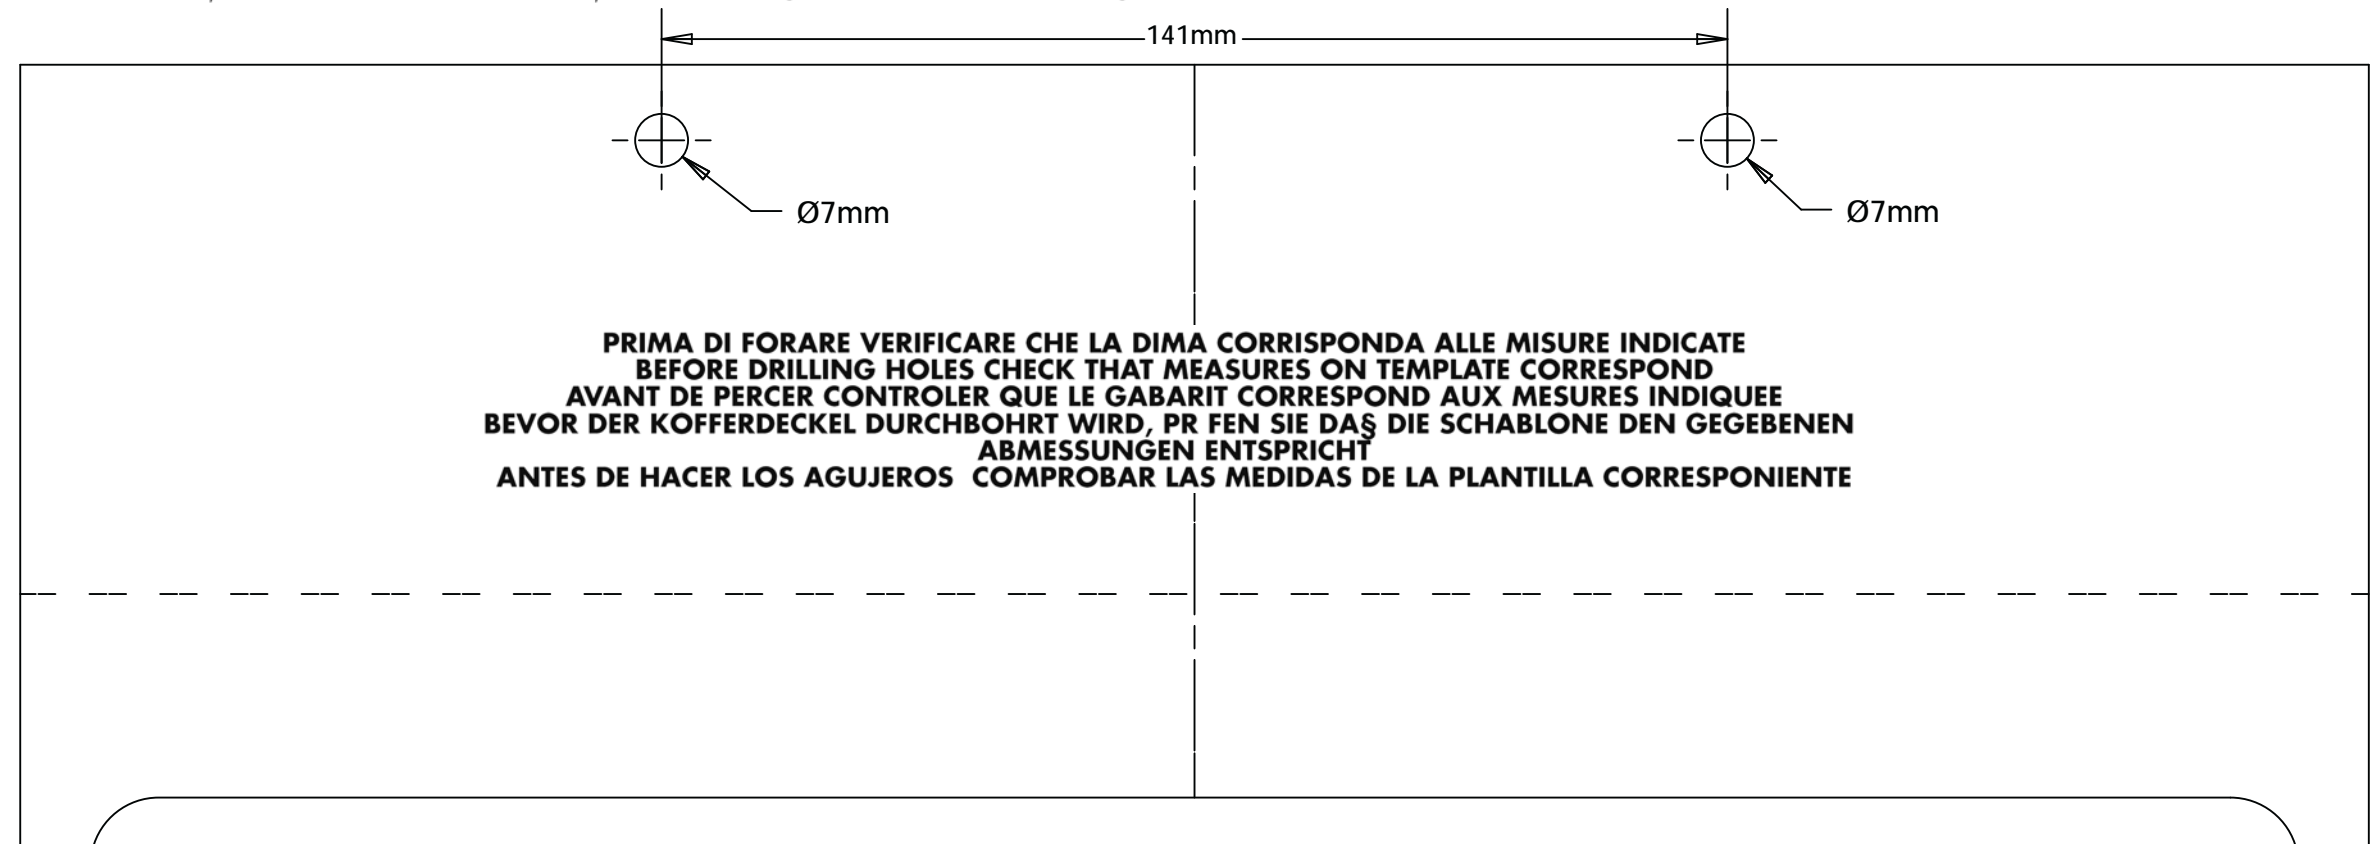 141mm
Ø7mm
Ø7mm
PRIMA DI FORARE VERIFICARE CHE LA DIMA CORRISPONDA ALLE MISURE INDICATE
BEFORE DRILLING HOLES CHECK THAT MEASURES ON TEMPLATE CORRESPOND
AVANT DE PERCER CONTROLER QUE LE GABARIT CORRESPOND AUX MESURES INDIQUEE
BEVOR DER KOFFERDECKEL DURCHBOHRT WIRD, PR FEN SIE DA§ DIE SCHABLONE DEN GEGEBENEN
ABMESSUNGEN ENTSPRICHT
ANTES DE HACER LOS AGUJEROS  COMPROBAR LAS MEDIDAS DE LA PLANTILLA CORRESPONIENTE